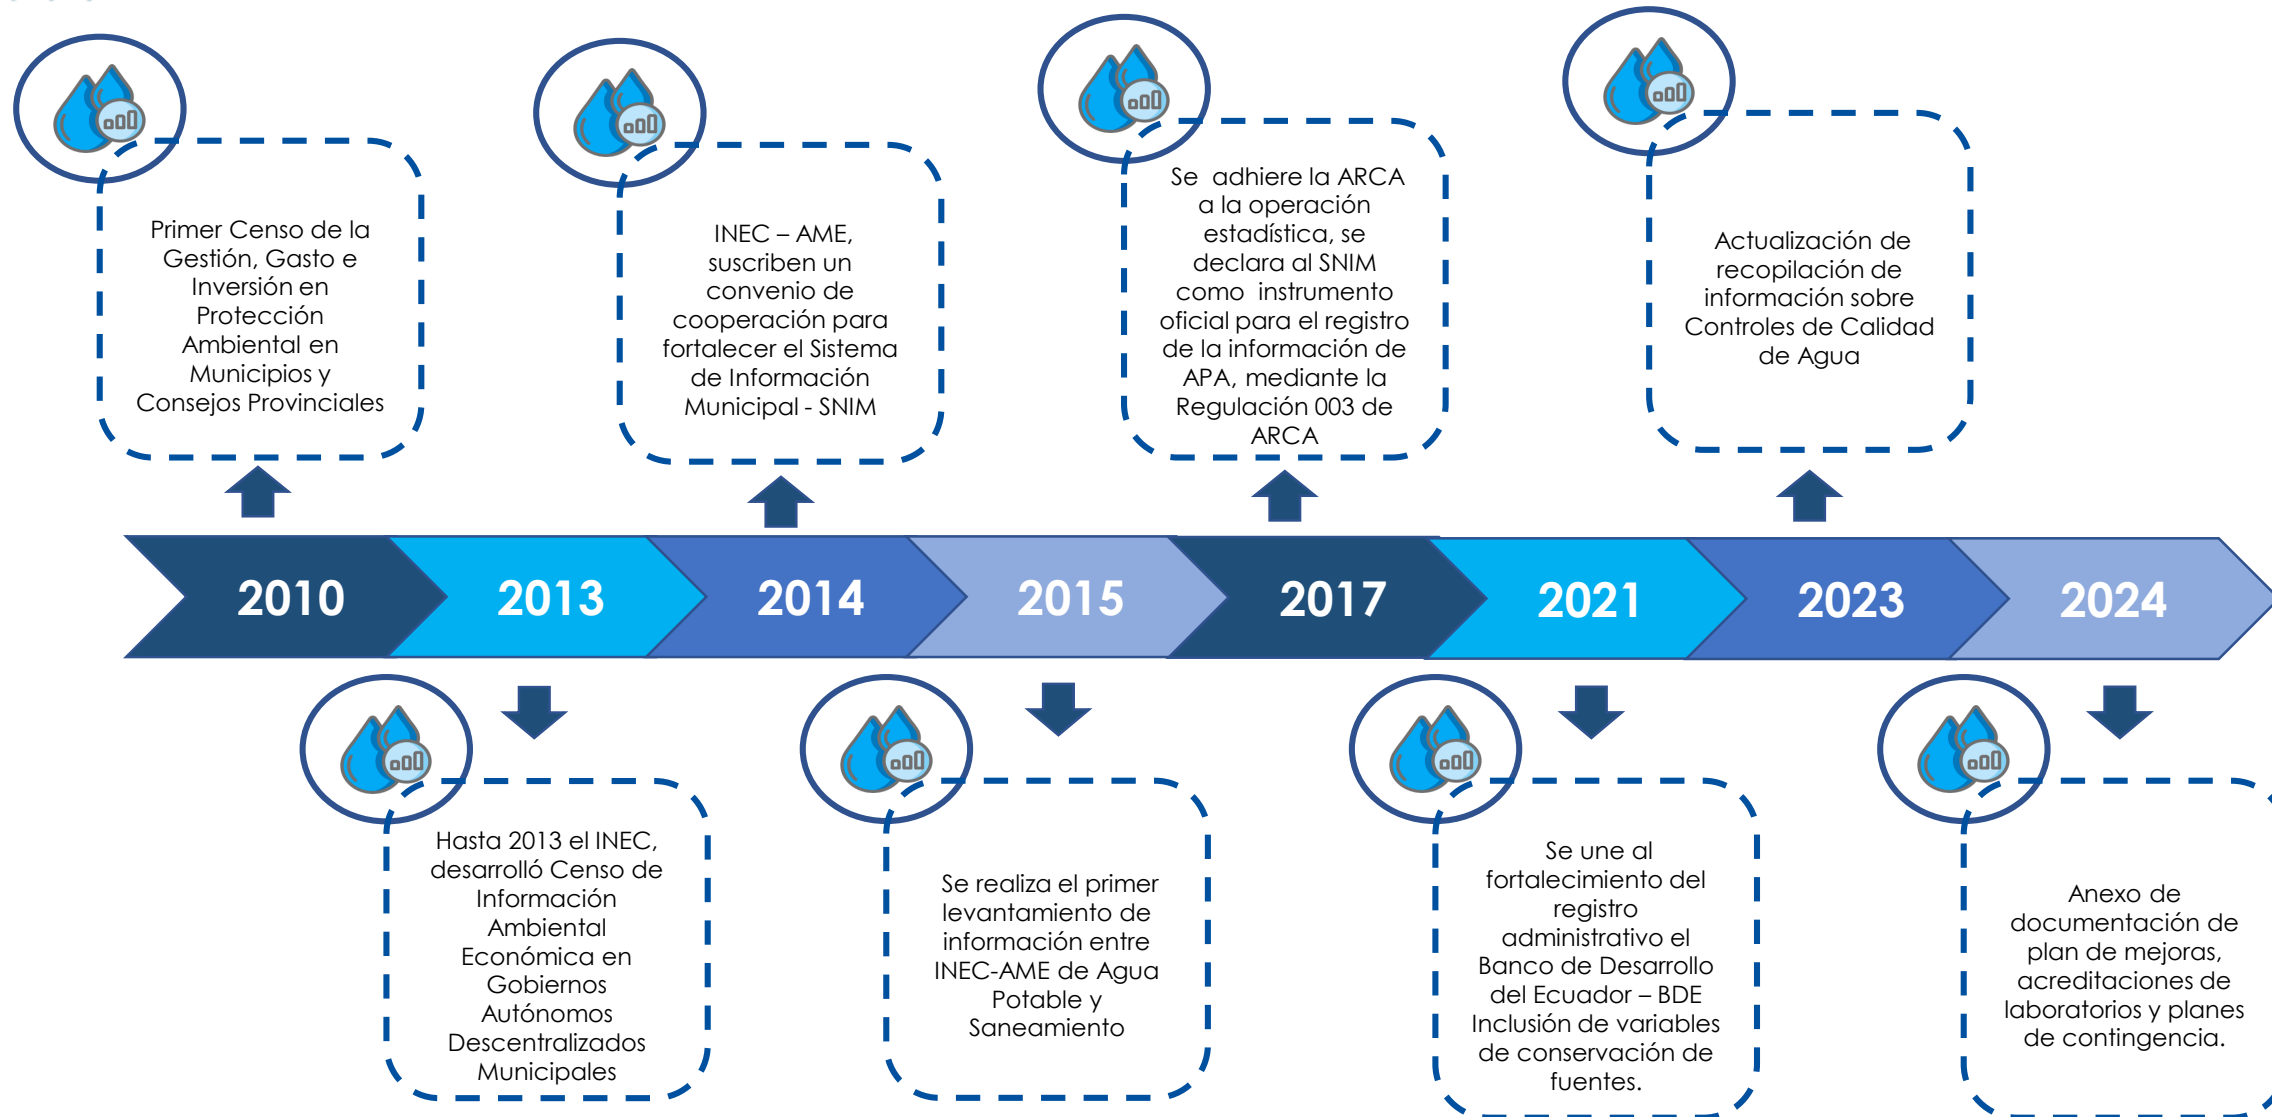 Primer Censo de la
Gestión, Gasto e
Inversión en
Protección
Ambiental en
Municipios y
Consejos Provinciales
INEC – AME,
suscriben un
convenio de
cooperación para
fortalecer el Sistema
de Información
Municipal - SNIM
Se adhiere la ARCA
a la operación
estadística, se
declara al SNIM
como instrumento
oficial para el registro
de la información de
APA, mediante la
Regulación 003 de
ARCA
Actualización de
recopilación de
información sobre
Controles de Calidad
de Agua
2010
2013
2014
2015
2017
2021
2023
2024
Hasta 2013 el INEC,
desarrolló Censo de
Información
Ambiental
Económica en
Gobiernos
Autónomos
Descentralizados
Municipales
Se realiza el primer
levantamiento de
información entre
INEC-AME de Agua
Potable y
Saneamiento
Se une al
fortalecimiento del
registro
administrativo el
Banco de Desarrollo
del Ecuador – BDE
Inclusión de variables
de conservación de
fuentes.
Anexo de
documentación de
plan de mejoras,
acreditaciones de
laboratorios y planes
de contingencia.